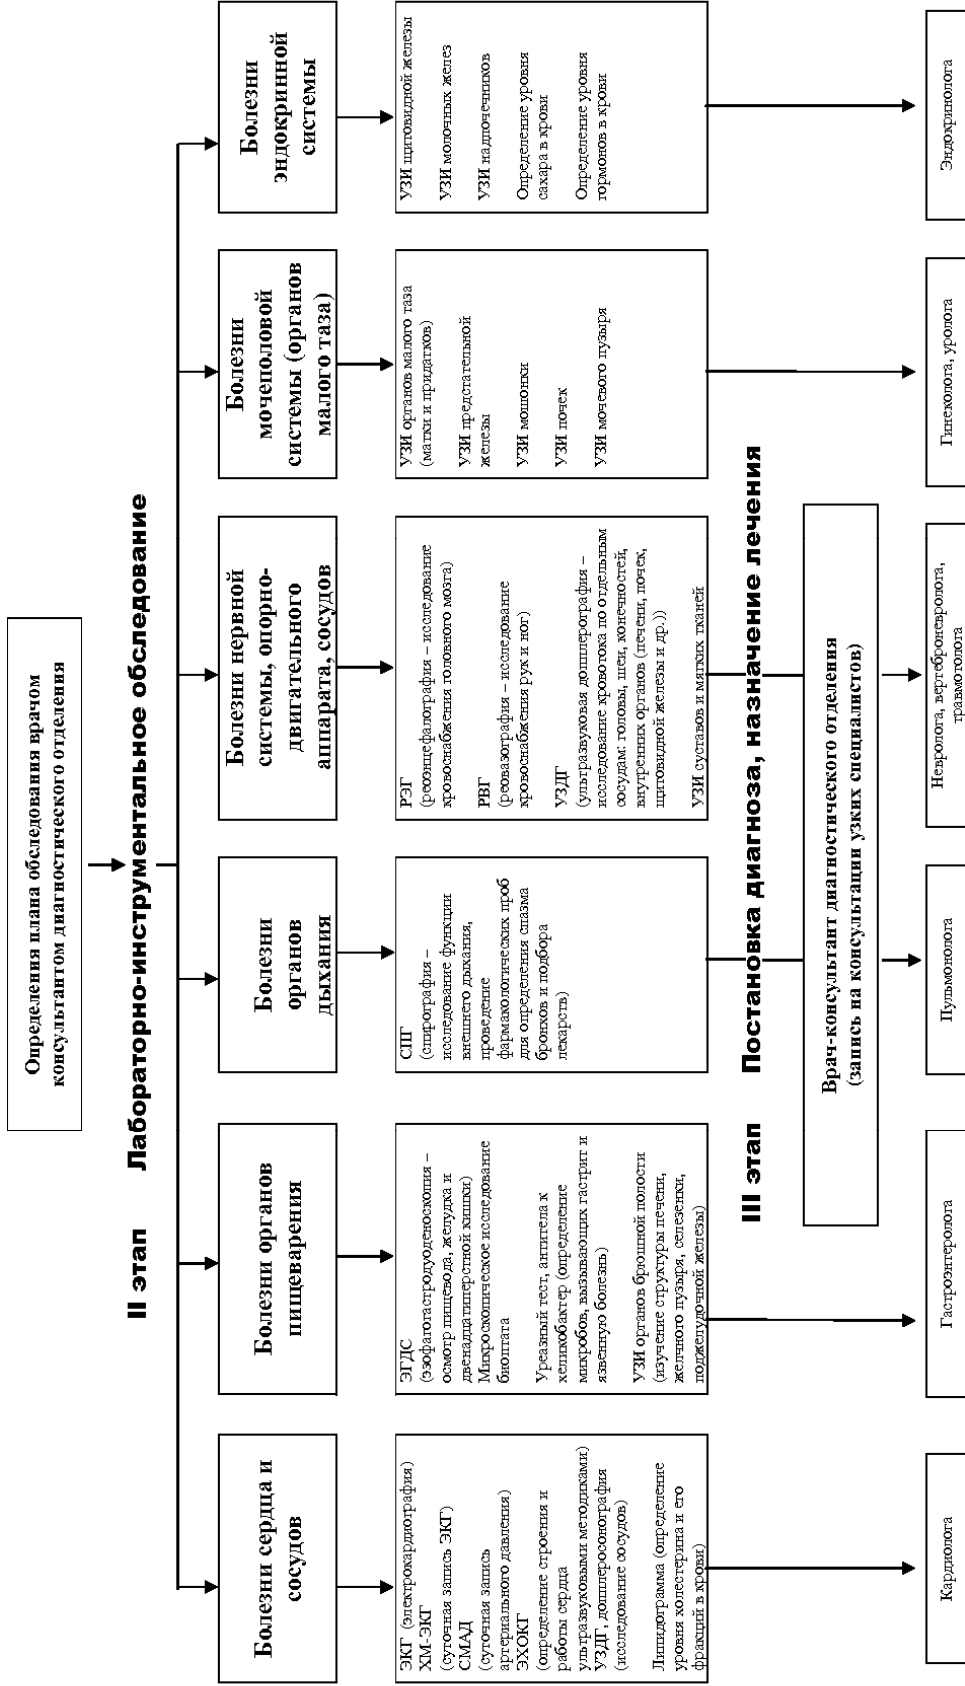 Определения плана обследования врачом
консультантом диагностического отделения
II этап Лабораторно-инструментальное обследование
Болезни сердца и
сосудов
Болезни органов
пищеварения
Болезни
органов
дыхания
Болезни нервной
системы, опорно-
двигательного
аппарата, сосудов
Болезни
мочеполовой
системы (органов
малого таза)
Болезни
эндокринной
системы
ЭКГ (электрокардиография)
ХМ-ЭКГ
(суточная запись ЭКГ)
СМАД
(суточная запись
артериального давления)
ЭХОКГ
(определение строения и
работы сердца
ультразвуковыми методиками)
УЗДГ, допплеросонография
(исследование сосудов)
Липидограмма (определение
уровня холестерина и его
фракций в крови)
ЭГДС
(эзофагогастродуоденоскопия –
осмотр пищевода, желудка и
двенадцатиперстной кишки)
Микроскопическое исследование
биоптата
Уреазный тест, антитела к
хеликобактер (определение
микробов, вызывающих гастрит и
язвенную болезнь)
УЗИ органов брюшной полости
(изучение структуры печени,
желчного пузыря, селезенки,
поджелудочной железы)
СПГ
(спирография –
исследование функции
внешнего дыхания,
проведение
фармакологических проб
для определения спазма
бронхов и подбора
лекарств)
РЭГ
(реоэнцефалография – исследование
кровоснабжения головного мозга)
РВГ
(реовазография – исследование
кровоснабжения рук и ног)
УЗДГ
(ультразвуковая допплерография –
исследование кровотока по отдельным
сосудам: головы, шеи, конечностей,
внутренних органов (печени, почек,
щитовидной железы и др.))
УЗИ суставов и мягких тканей
УЗИ органов малого таза
(матки и придатков)
УЗИ предстательной
железы
УЗИ мошонки
УЗИ почек
УЗИ мочевого пузыря
УЗИ щитовидной железы
УЗИ молочных желез
УЗИ надпочечников
Определение уровня
сахара в крови
Определение уровня
гормонов в крови
III этап Постановка диагноза, назначение лечения
Врач-консультант диагностического отделения
(запись на консультации узких специалистов)
Кардиолога
Гастроэнтеролога
Пульмонолога
Невролога, вертеброневролога,
травмотолога
Гинеколога, уролога
Эндокринолога